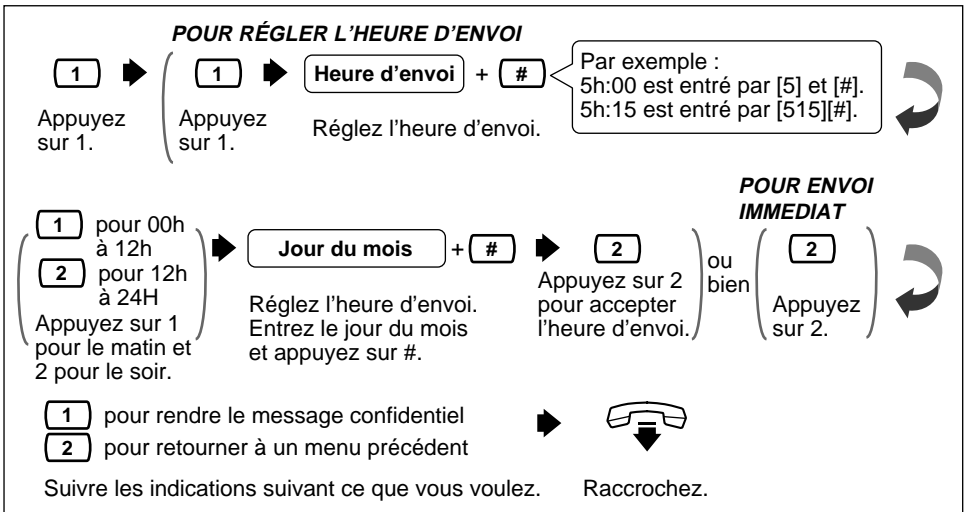 POUR RÉGLER L'HEURE D'ENVOI
1
Appuyez
sur 1.
1
Appuyez
sur 1.
Heure d'envoi + #
Réglez l'heure d'envoi.
Par exemple :
5h:00 est entré par [5] et [#].
5h:15 est entré par [515][#].
1 pour 00h
à 12h
2 pour 12h
à 24H
Appuyez sur 1
pour le matin et
2 pour le soir.
Jour du mois + #
Réglez l'heure d'envoi.
Entrez le jour du mois
et appuyez sur #.
2
Appuyez sur 2
pour accepter
l'heure d'envoi.
ou
bien
POUR ENVOI
IMMEDIAT
2
Appuyez
sur 2.
1 pour rendre le message confidentiel
2 pour retourner à un menu précédent
Suivre les indications suivant ce que vous voulez.
Raccrochez.